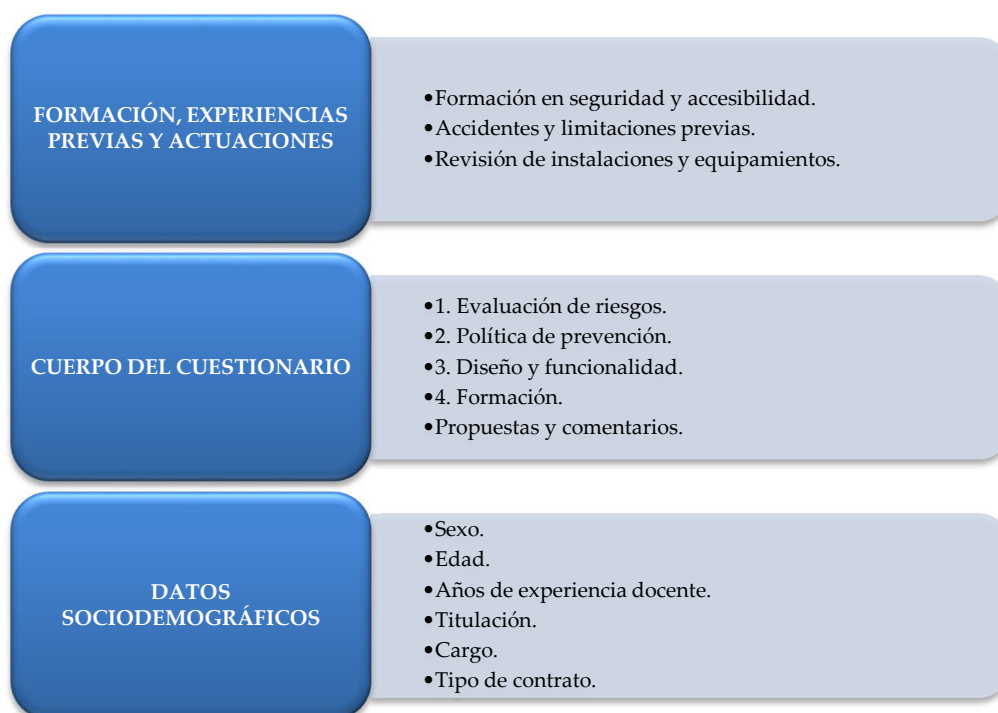 FORMACIÓN, EXPERIENCIAS
PREVIAS Y ACTUACIONES
•Formación en seguridad y accesibilidad.
•Accidentes y limitaciones previas.
•Revisión de instalaciones y equipamientos.
CUERPO DEL CUESTIONARIO
•1. Evaluación de riesgos.
•2. Política de prevención.
•3. Diseño y funcionalidad.
•4. Formación.
•Propuestas y comentarios.
DATOS
SOCIODEMOGRÁFICOS
•Sexo.
•Edad.
•Años de experiencia docente.
•Titulación.
•Cargo.
•Tipo de contrato.